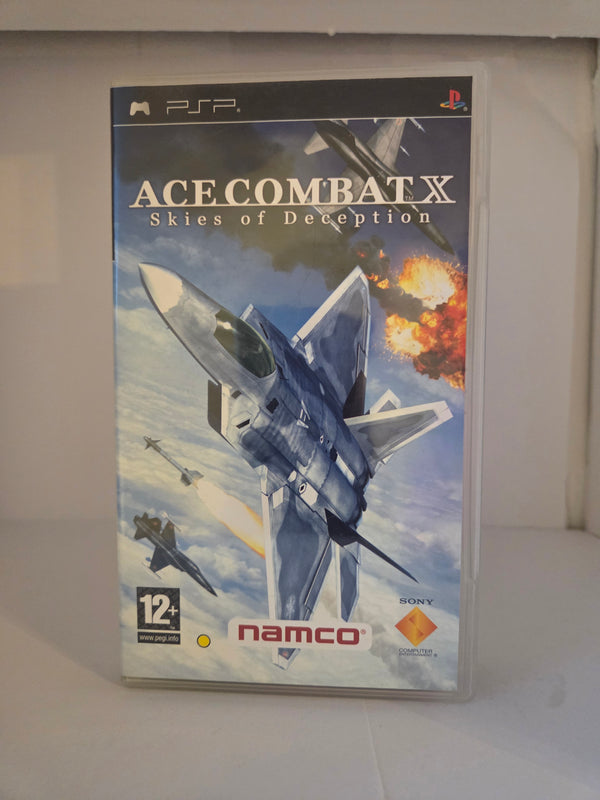 PSP
ACE COMBAT X
Skies of Deception
12+
www.pegi.info
namco
SONY
COMPUTER
ENTERTAINMENT